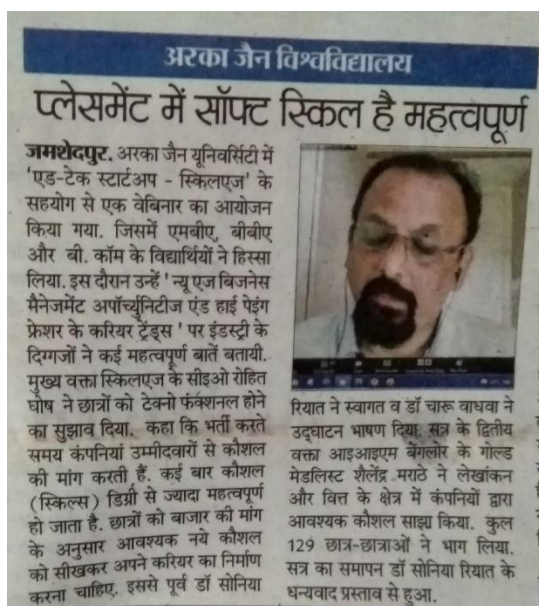 अरका जैन विश्वविद्यालय
प्लेसमेंट में सॉफ्ट स्किल है महत्वपूर्ण
जमशेदपुर. अरका जैन यूनिवर्सिटी में
'एड-टेक स्टार्टअप - स्किलएज' के
सहयोग से एक वेबिनार का आयोजन
किया गया. जिसमें एमबीए, बीबीए
और बी. कॉम के विद्यार्थियों ने हिस्सा
लिया. इस दौरान उन्हें 'न्यू एज बिजनेस
मैनेजमेंट अपॉर्च्युनिटीज एंड हाई पेइंग
फ्रेशर के करियर ट्रेंड्स ' पर इंडस्ट्री के
दिग्गजों ने कई महत्वपूर्ण बातें बतायी.
मुख्य वक्ता स्किलएज के सीइओ रोहित
घोष ने छात्रों को टेक्नो फंक्शनल होने
का सुझाव दिया. कहा कि भर्ती करते
समय कंपनियां उम्मीदवारों से कौशल
की मांग करती हैं. कई बार कौशल
(स्किल्स) डिग्री से ज्यादा महत्वपूर्ण
हो जाता है. छात्रों को बाजार की मांग
के अनुसार आवश्यक नये कौशल
को सीखकर अपने करियर का निर्माण
करना चाहिए. इससे पूर्व डॉ सोनिया
रियात ने स्वागत व डॉ चारू वाधवा ने
उद्घाटन भाषण दिया. सत्र के द्वितीय
वक्ता आइआइएम बेंगलोर के गोल्ड
मेडलिस्ट शैलेंद्र मराठे ने लेखांकन
और वित्त के क्षेत्र में कंपनियों द्वारा
आवश्यक कौशल साझा किया. कुल
129 छात्र-छात्राओं ने भाग लिया.
सत्र का समापन डॉ सोनिया रियात के
धन्यवाद प्रस्ताव से हुआ.